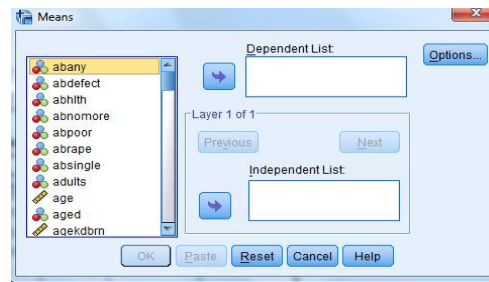 Means
Dependent List:
Options...
abany
abdefect
abhlth
abnomore
abpoor
abrape
absingle
adults
age
aged
agekdbrn
Layer 1 of 1
Previous
Next
Independent List:
OK
Paste
Reset
Cancel
Help